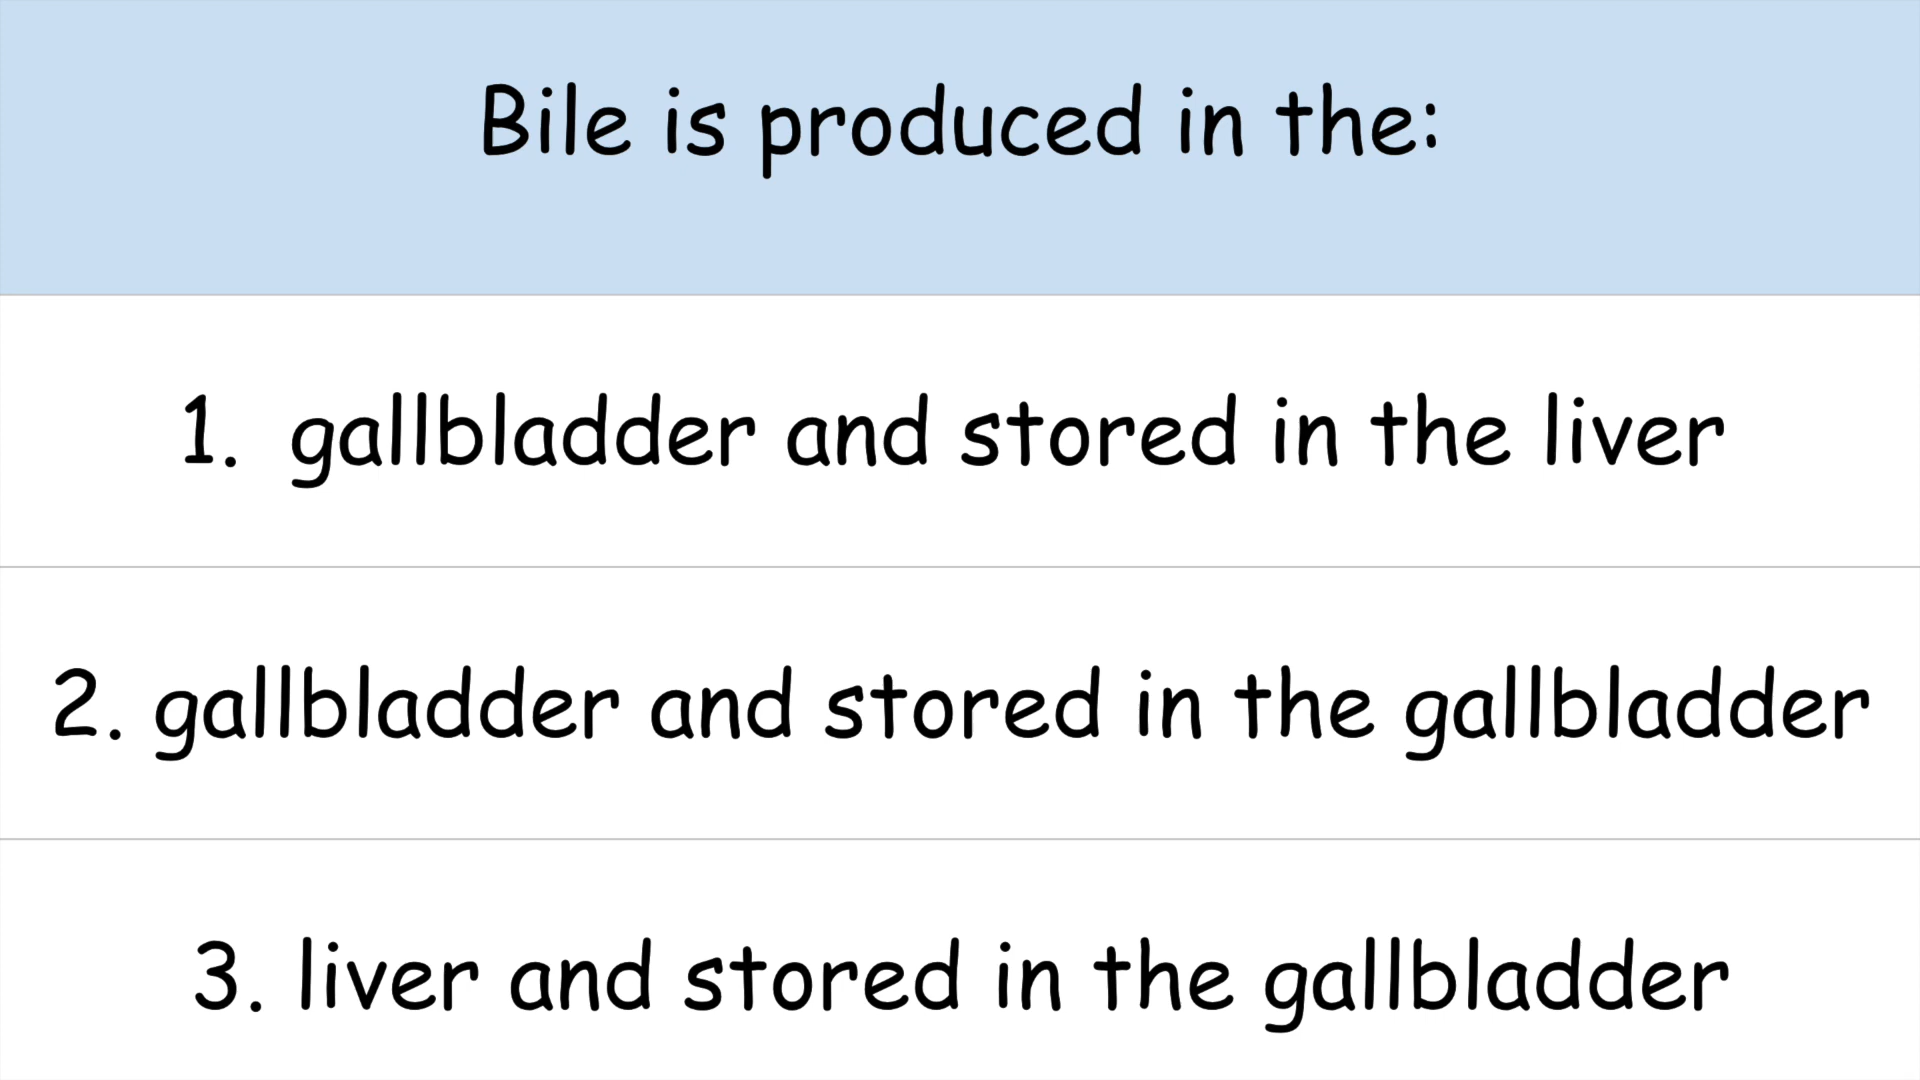 Bile is produced in the:
1. gallbladder and stored in the liver
2. gallbladder and stored in the gallbladder
3. liver and stored in the gallbladder